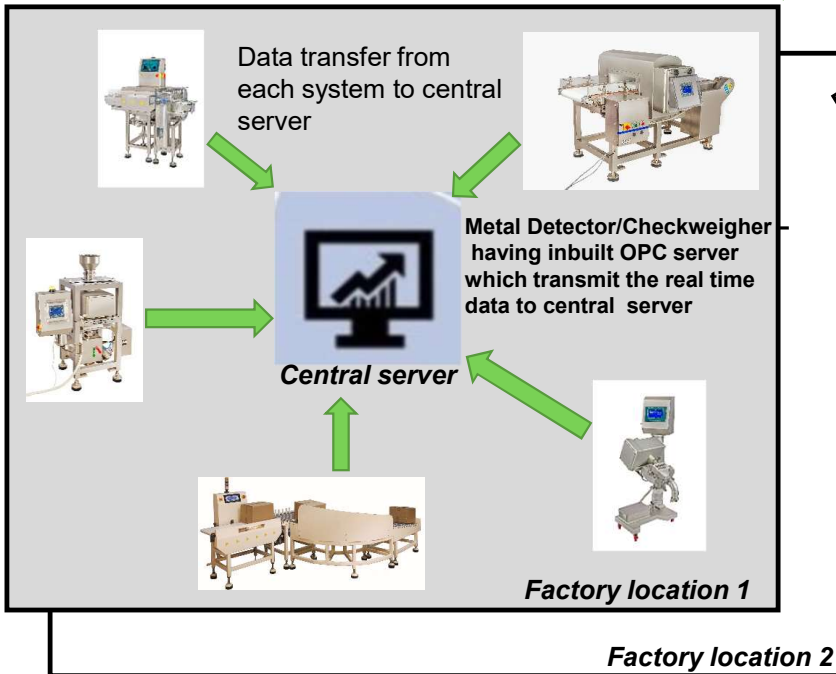 Data transfer from
each system to central
server
Metal Detector/Checkweigher
having inbuilt OPC server
which transmit the real time
data to central server
Central server
Factory location 1
Factory location 2